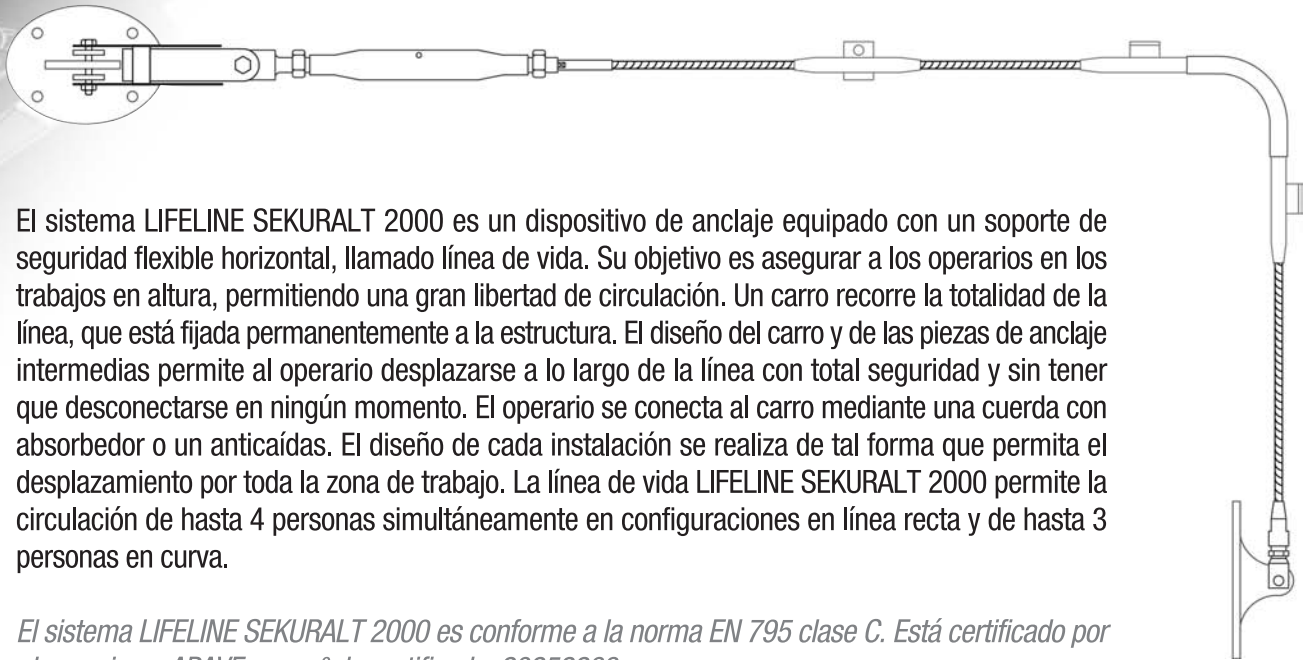 El sistema LIFELINE SEKURALT 2000 es un dispositivo de anclaje equipado con un soporte de
seguridad flexible horizontal, llamado línea de vida. Su objetivo es asegurar a los operarios en los
trabajos en altura, permitiendo una gran libertad de circulación. Un carro recorre la totalidad de la
línea, que está fijada permanentemente a la estructura. El diseño del carro y de las piezas de anclaje
intermedias permite al operario desplazarse a lo largo de la línea con total seguridad y sin tener
que desconectarse en ningún momento. El operario se conecta al carro mediante una cuerda con
absorbedor o un anticaídas. El diseño de cada instalación se realiza de tal forma que permita el
desplazamiento por toda la zona de trabajo. La línea de vida LIFELINE SEKURALT 2000 permite la
circulación de hasta 4 personas simultáneamente en configuraciones en línea recta y de hasta 3
personas en curva.
El sistema LIFELINE SEKURALT 2000 es conforme a la norma EN 795 clase C. Está certificado por